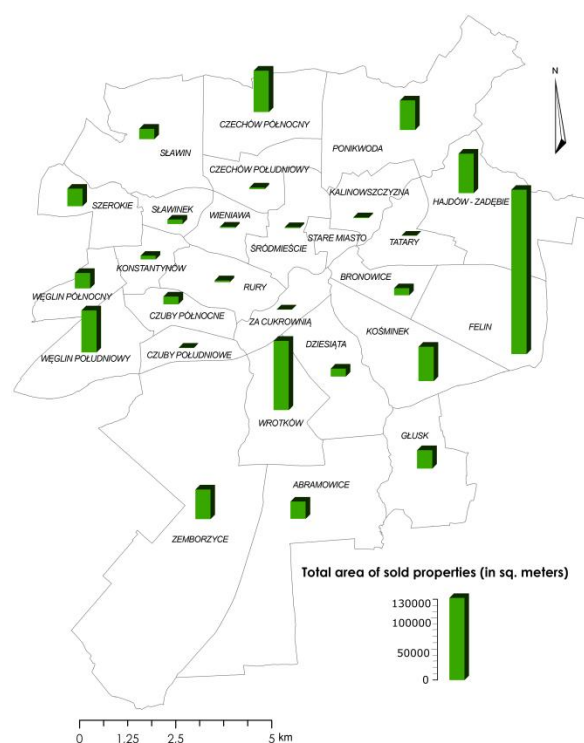 N
CZECHÓW PÓŁNOCNY
SŁAWIN
PONIKWODA
CZECHÓW POŁUDNIOWY
KALINOWSZCZYZNA
HAJDÓW - ZADĘBIE
SZEROKIE
SŁAWINEK
WIENIAWA
ŚRÓDMIEŚCIE
STARE MIASTO
TATARY
KONSTANTYNÓW
BRONOWICE
WĘGLIN PÓŁNOCNY
RURY
CZUBY PÓŁNOCNE
ZA CUKROWNIĄ
KOŚMINEK
FELIN
WĘGLIN POŁUDNIOWY
CZUBY POŁUDNIOWE
DZIESIĄTA
WROTKÓW
GŁUSK
ABRAMOWICE
ZEMBORZYCE
Total area of sold properties (in sq. meters)
130000
100000
50000
0
0 1.25 2.5 5 km